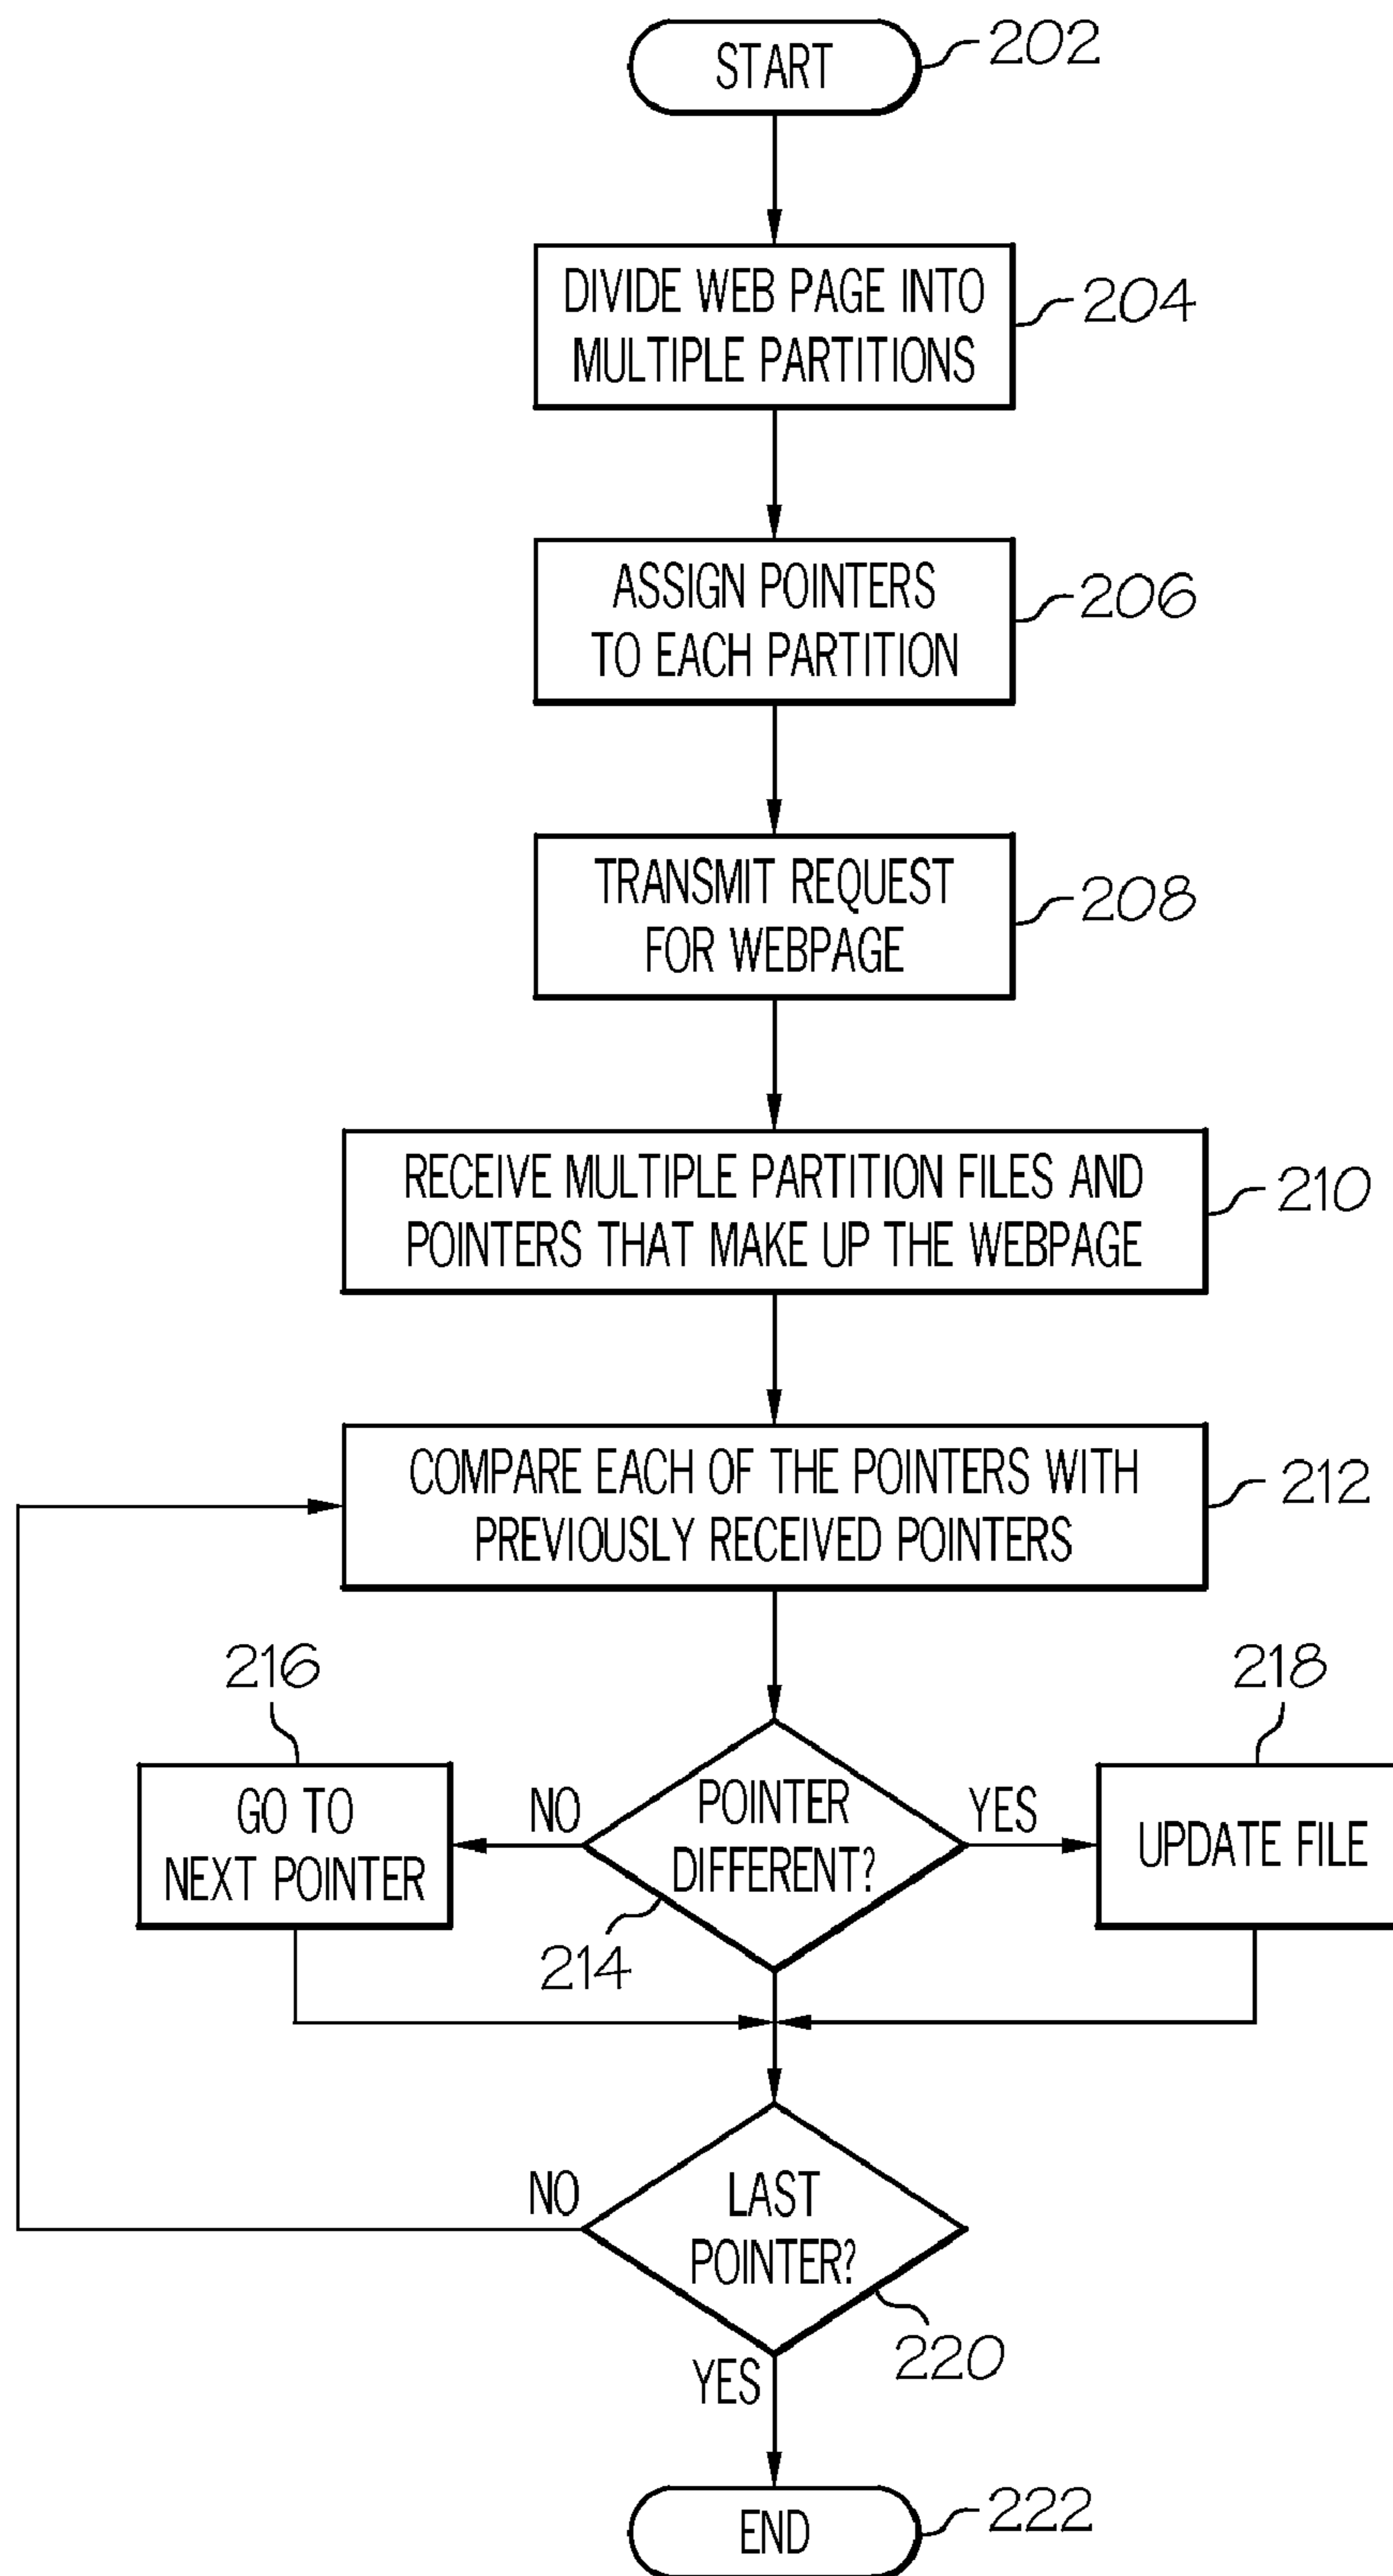 START
202
DIVIDE WEB PAGE INTO
MULTIPLE PARTITIONS
204
ASSIGN POINTERS
TO EACH PARTITION
206
TRANSMIT REQUEST
FOR WEBPAGE
208
RECEIVE MULTIPLE PARTITION FILES AND
POINTERS THAT MAKE UP THE WEBPAGE
210
COMPARE EACH OF THE POINTERS WITH
PREVIOUSLY RECEIVED POINTERS
212
216
GO TO
NEXT POINTER
NO
POINTER
DIFFERENT?
214
YES
218
UPDATE FILE
NO
LAST
POINTER?
220
YES
END
222